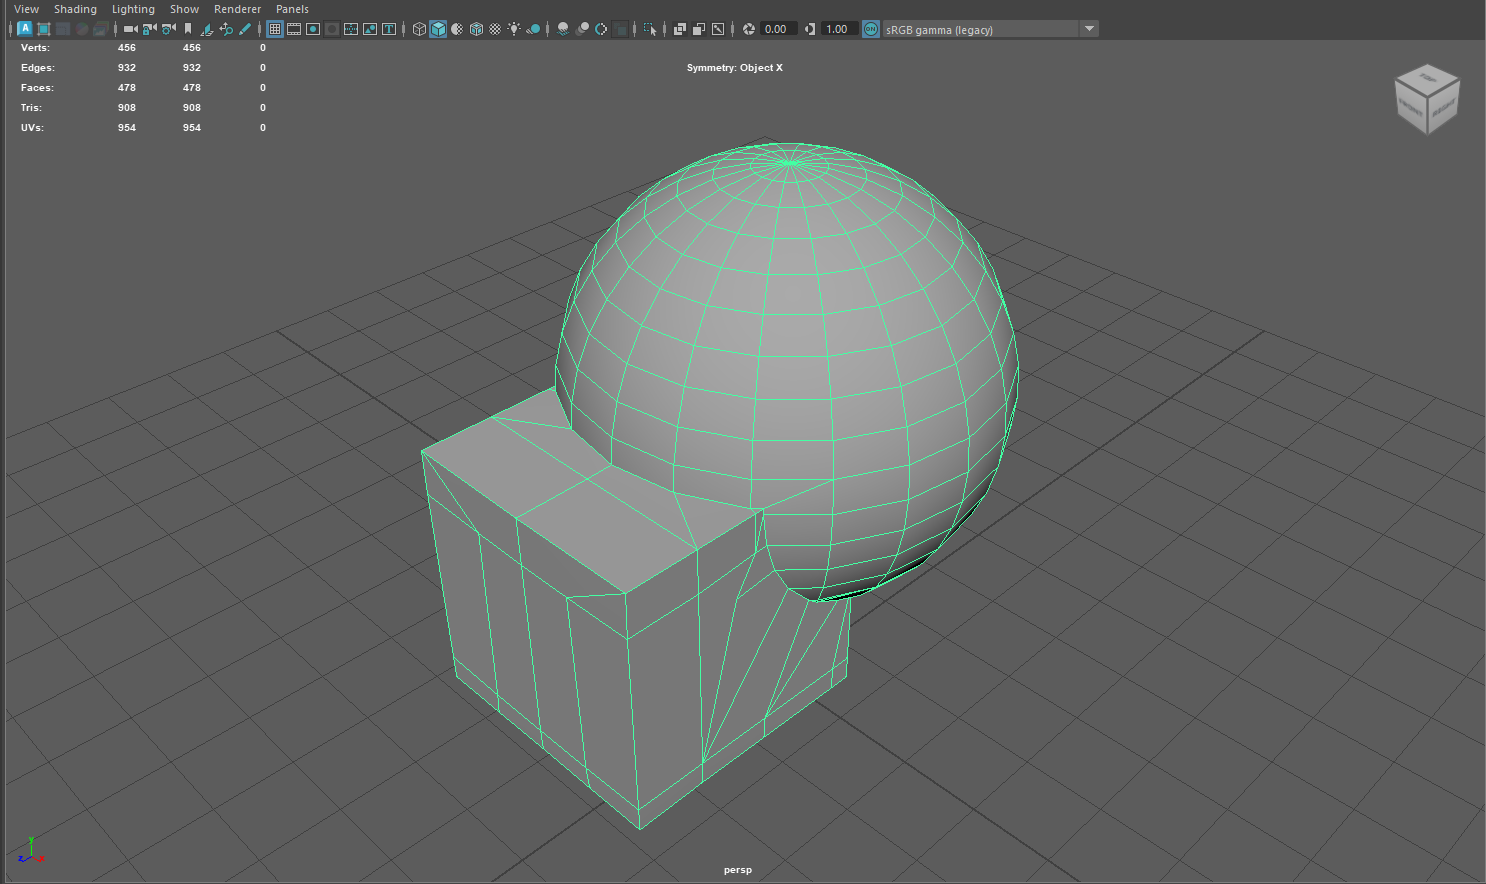 View Shading Lighting Show Renderer Panels
A T 0.00 1.00 ON sRGB gamma (legacy)
Verts: 456 456 0
Edges: 932 932 0
Faces: 478 478 0
Tris: 908 908 0
UVs: 954 954 0
Symmetry: Object X
TOP
FRONT RIGHT
y
z x
persp